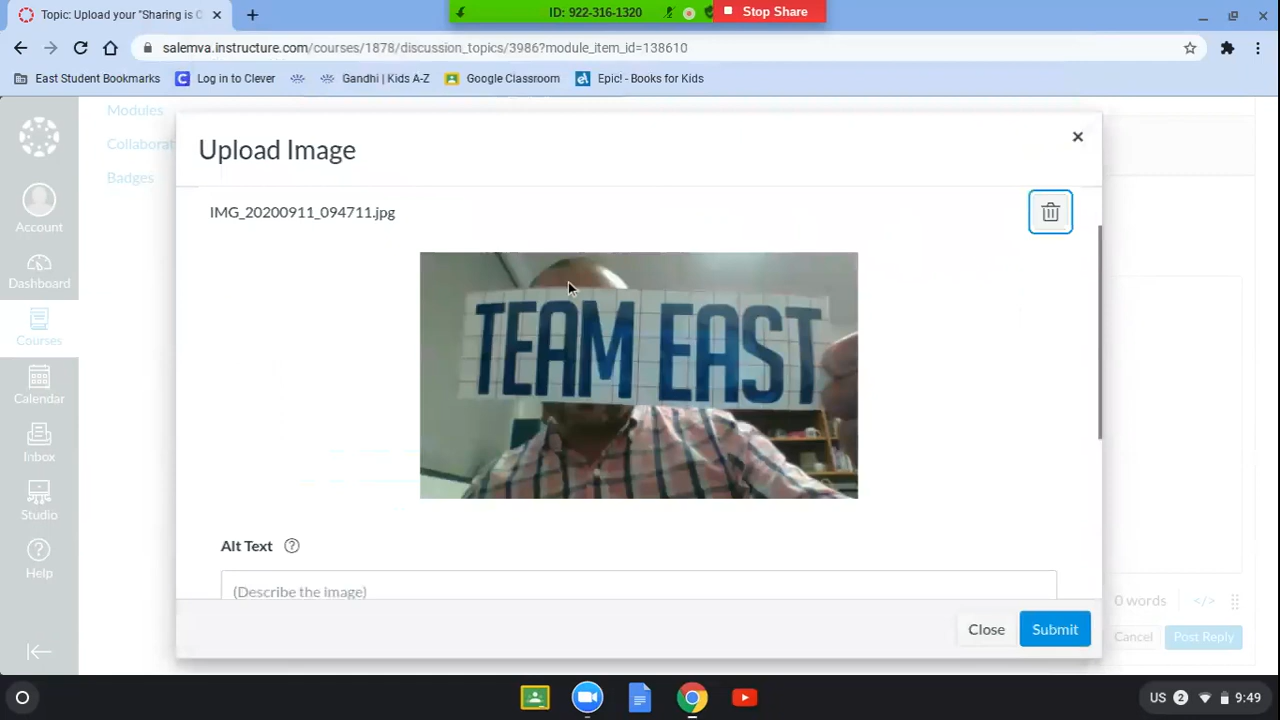 Topic: Upload your "Sharing is C
ID: 922-316-1320
Stop Share
salemva.instructure.com/courses/1878/discussion_topics/3986?module_item_id=138610
East Student Bookmarks
Log in to Clever
Gandhi | Kids A-Z
Google Classroom
Epic! - Books for Kids
Modules
Collaborat
Badges
Account
Dashboard
Courses
Calendar
Inbox
Studio
Help
Upload Image
IMG_20200911_094711.jpg
TEAM EAST
Alt Text
(Describe the image)
Close
Submit
0 words
</>
Cancel
Post Reply
US 2 9:49